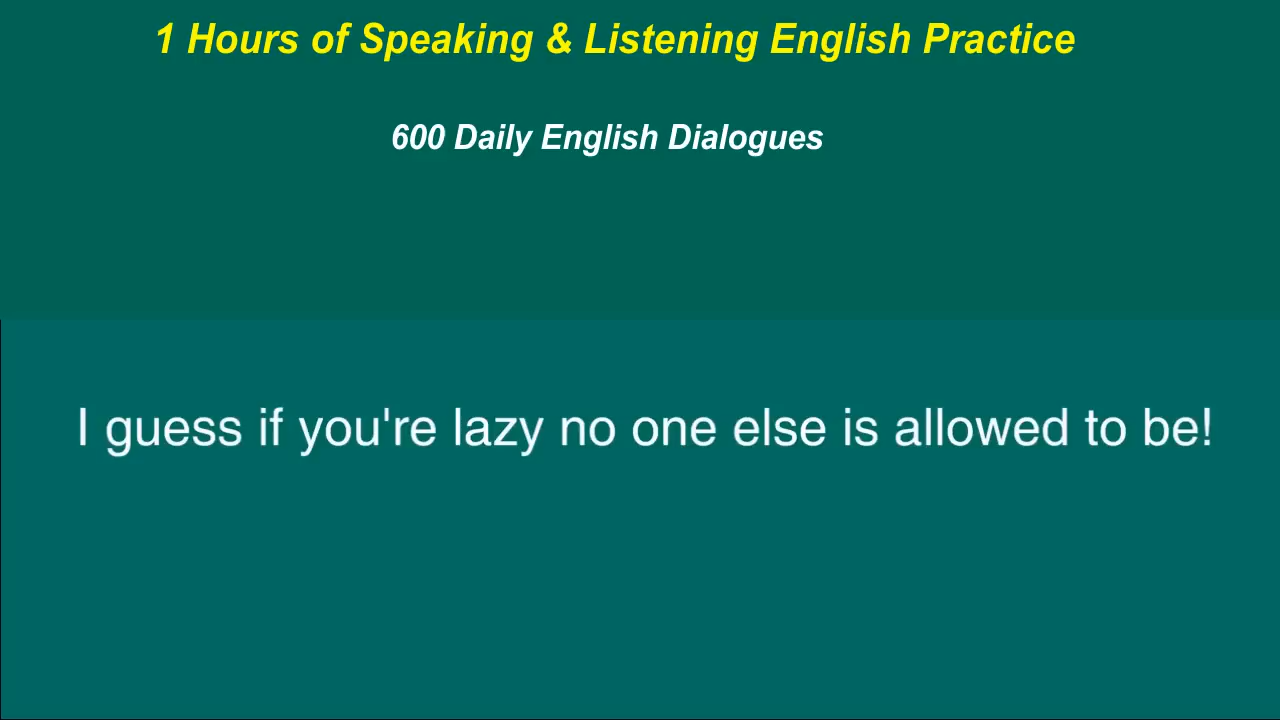 1 Hours of Speaking & Listening English Practice
600 Daily English Dialogues
I guess if you're lazy no one else is allowed to be!